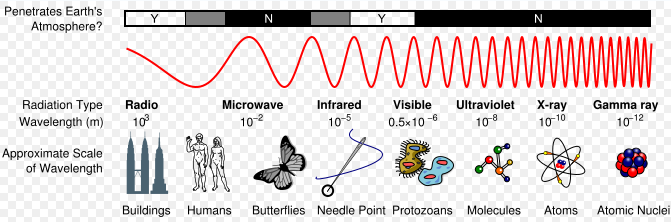 Penetrates Earth's
Atmosphere?
Y N Y N
Radiation Type Radio Microwave Infrared Visible Ultraviolet X-ray Gamma ray
Wavelength (m) 10³ 10⁻² 10⁻⁵ 0.5×10⁻⁶ 10⁻⁸ 10⁻¹⁰ 10⁻¹²
Approximate Scale
of Wavelength
Buildings Humans Butterflies Needle Point Protozoans Molecules Atoms Atomic Nuclei